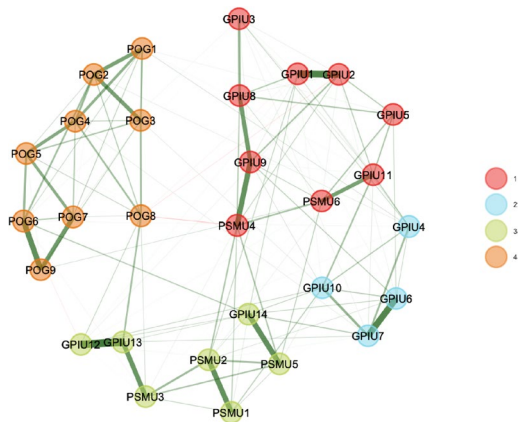 GPIU3
POG1
POG2
GPIU1
GPIU2
GPIU8
GPIU5
POG4
POG3
POG5
GPIU9
GPIU11
PSMU6
POG6
POG7
POG8
PSMU4
GPIU4
POG9
GPIU10
GPIU6
GPIU14
GPIU7
GPIU12
GPIU13
PSMU2
PSMU5
PSMU3
PSMU1
1
2
3
4